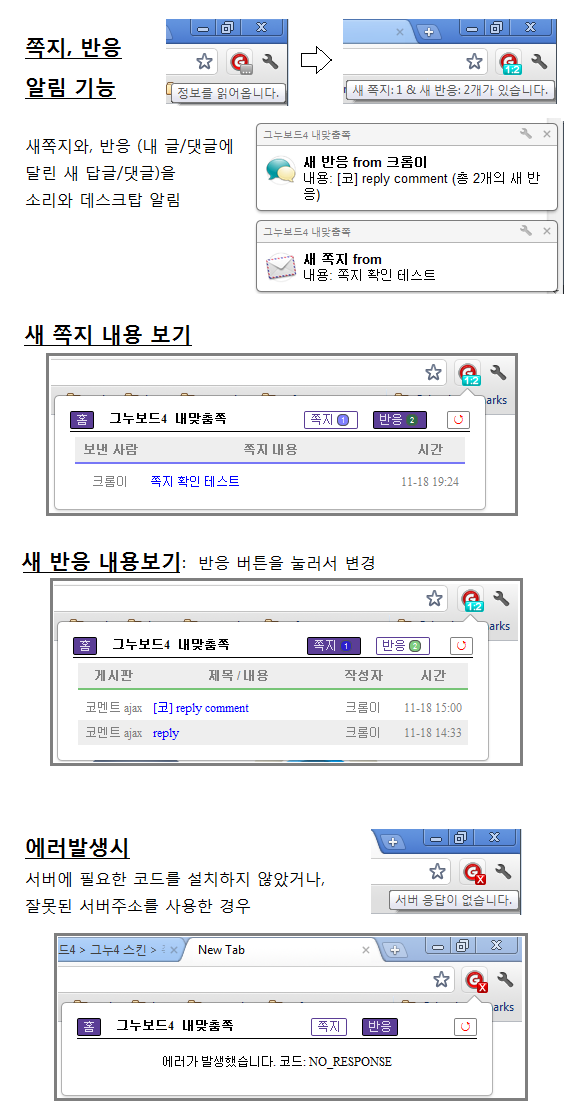 쪽지, 반응
알림 기능
정보를 읽어옵니다.
새 쪽지: 1 & 새 반응: 2개가 있습니다.
1:2
새쪽지와, 반응 (내 글/댓글에
달린 새 답글/댓글)을
소리와 데스크탑 알림
그누보드4 내맞춤쪽
새 반응 from 크롬이
내용: [코] reply comment (총 2개의 새 반
응)
그누보드4 내맞춤쪽
새 쪽지 from
내용: 쪽지 확인 테스트
새 쪽지 내용 보기
1:2
arks
홈 그누보드4 내맞춤쪽 쪽지 1 반응 2
보낸 사람 쪽지 내용 시간
크롬이 쪽지 확인 테스트 11-18 19:24
새 반응 내용보기: 반응 버튼을 눌러서 변경
1:2
arks
홈 그누보드4 내맞춤쪽 쪽지 1 반응 2
게시판 제목 / 내용 작성자 시간
코멘트 ajax [코] reply comment 크롬이 11-18 15:00
코멘트 ajax reply 크롬이 11-18 14:33
에러발생시
서버에 필요한 코드를 설치하지 않았거나,
잘못된 서버주소를 사용한 경우
X
서버 응답이 없습니다.
드4 > 그누4 스킨 > New Tab
X
marks
홈 그누보드4 내맞춤쪽 쪽지 반응
에러가 발생했습니다. 코드: NO_RESPONSE